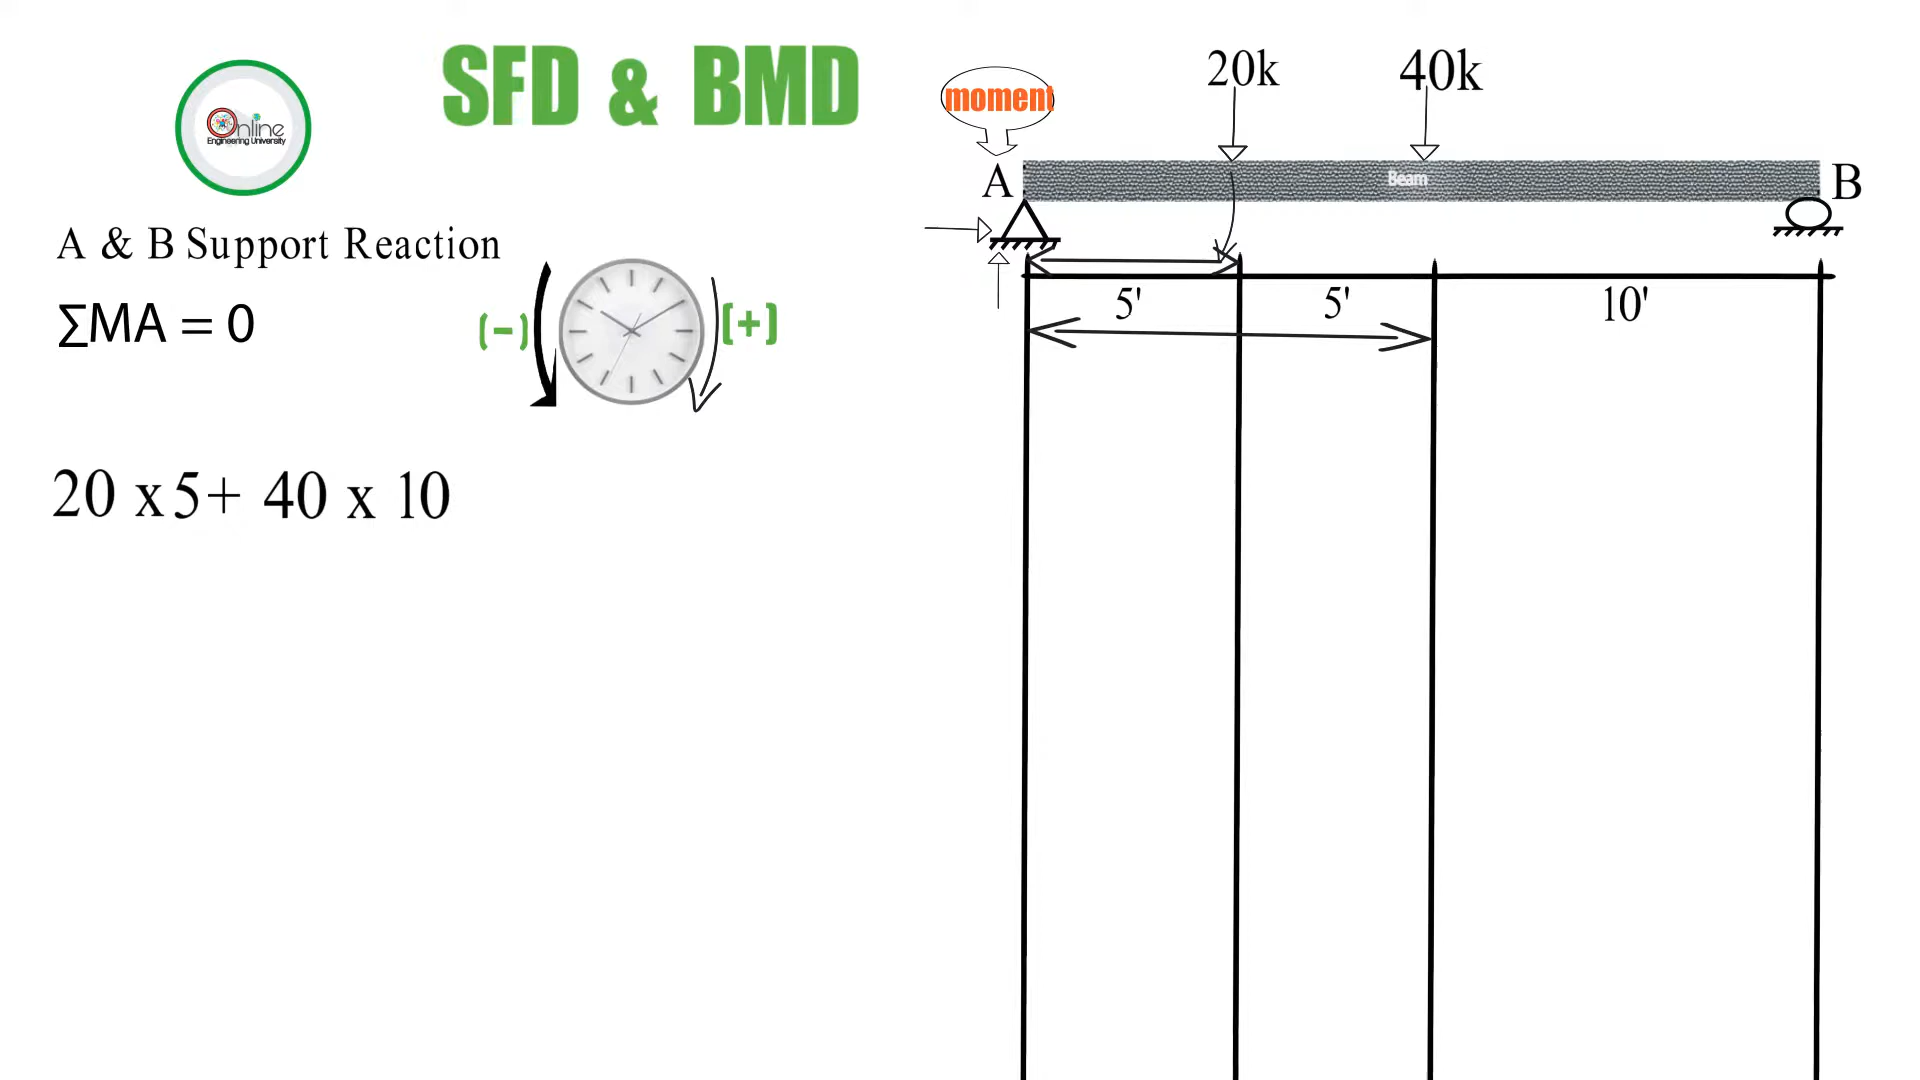 SFD & BMD
Online
Engineering University
moment
20k
40k
A
Beam
B
A & B Support Reaction
∑MA = 0
(-)
(+)
5'
5'
10'
20 x 5 + 40 x 10